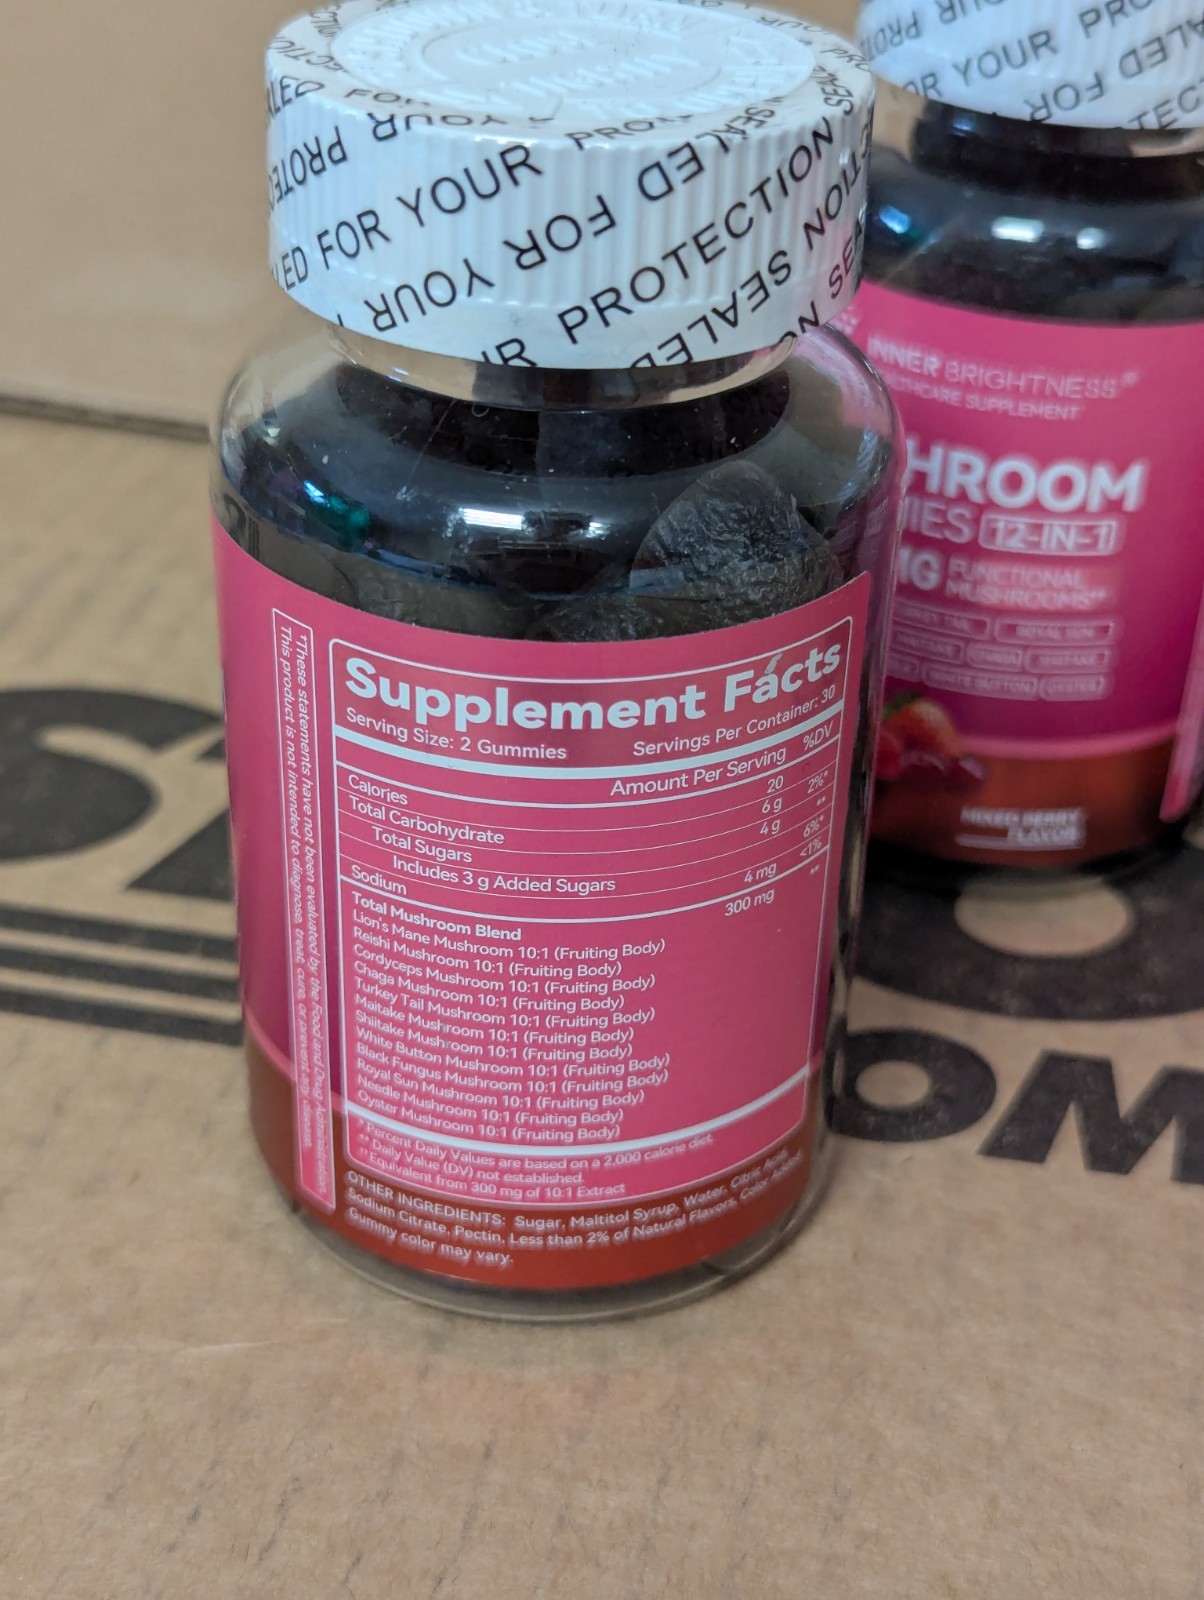 SEALED FOR YOUR PROTECTION
Supplement Facts
Serving Size: 2 Gummies
Servings Per Container: 30
Amount Per Serving %DV
Calories 20
Total Carbohydrate 6 g 2%*
Total Sugars 4 g **
Includes 3 g Added Sugars 6%*
Sodium 4 mg <1%
Total Mushroom Blend 300 mg **
Lion's Mane Mushroom 10:1 (Fruiting Body)
Reishi Mushroom 10:1 (Fruiting Body)
Cordyceps Mushroom 10:1 (Fruiting Body)
Chaga Mushroom 10:1 (Fruiting Body)
Turkey Tail Mushroom 10:1 (Fruiting Body)
Maitake Mushroom 10:1 (Fruiting Body)
Shiitake Mushroom 10:1 (Fruiting Body)
White Button Mushroom 10:1 (Fruiting Body)
Black Fungus Mushroom 10:1 (Fruiting Body)
Royal Sun Mushroom 10:1 (Fruiting Body)
Needle Mushroom 10:1 (Fruiting Body)
Oyster Mushroom 10:1 (Fruiting Body)
* Percent Daily Values are based on a 2,000 calorie diet.
** Daily Value (DV) not established.
††Equivalent from 300 mg of 10:1 Extract
OTHER INGREDIENTS: Sugar, Maltitol Syrup, Water, Citric Acid,
Sodium Citrate, Pectin, Less than 2% of Natural Flavors, Color Added.
Gummy color may vary.
†These statements have not been evaluated by the Food and Drug Administration.
This product is not intended to diagnose, treat, cure, or prevent any disease.
INNER BRIGHTNESS®
SUPPLEMENT
HROOM
IES 12-IN-1
MG FUNCTIONAL
MUSHROOMS††
ROYAL SUN
WHITE BUTTON
MIXED BERRY
FLAVOR